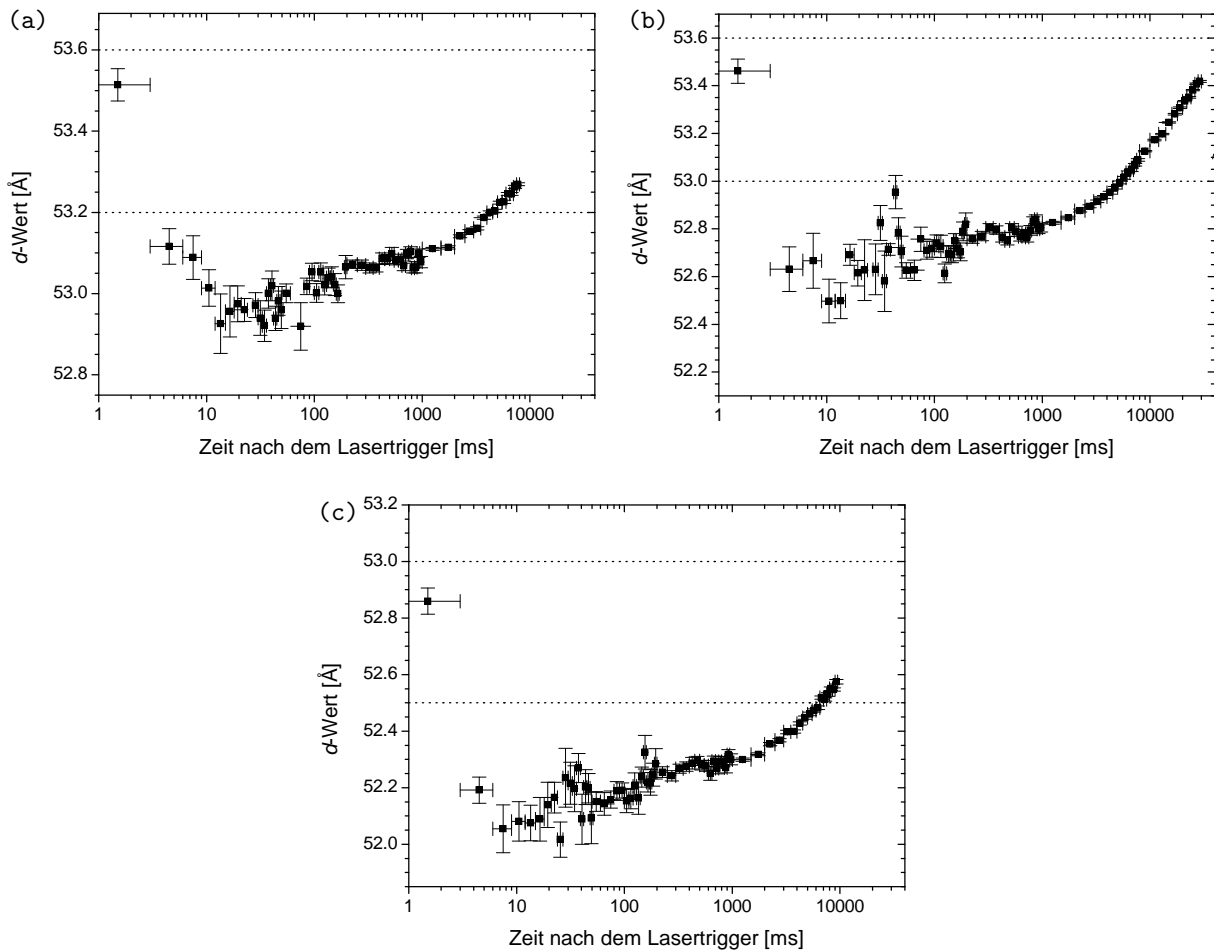 (a)
53.6
53.4
53.2
53.0
52.8
d-Wert [Å]
1 10 100 1000 10000
Zeit nach dem Lasertrigger [ms]
(b)
53.6
53.4
53.2
53.0
52.8
52.6
52.4
52.2
d-Wert [Å]
1 10 100 1000 10000
Zeit nach dem Lasertrigger [ms]
(c)
53.2
53.0
52.8
52.6
52.4
52.2
52.0
d-Wert [Å]
1 10 100 1000 10000
Zeit nach dem Lasertrigger [ms]